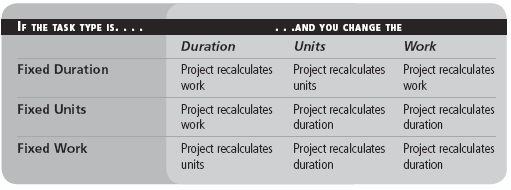 IF THE TASK TYPE IS. . . . . . .AND YOU CHANGE THE
Duration Units Work
Fixed Duration Project recalculates Project recalculates Project recalculates
work units work
Fixed Units Project recalculates Project recalculates Project recalculates
work duration duration
Fixed Work Project recalculates Project recalculates Project recalculates
units duration duration